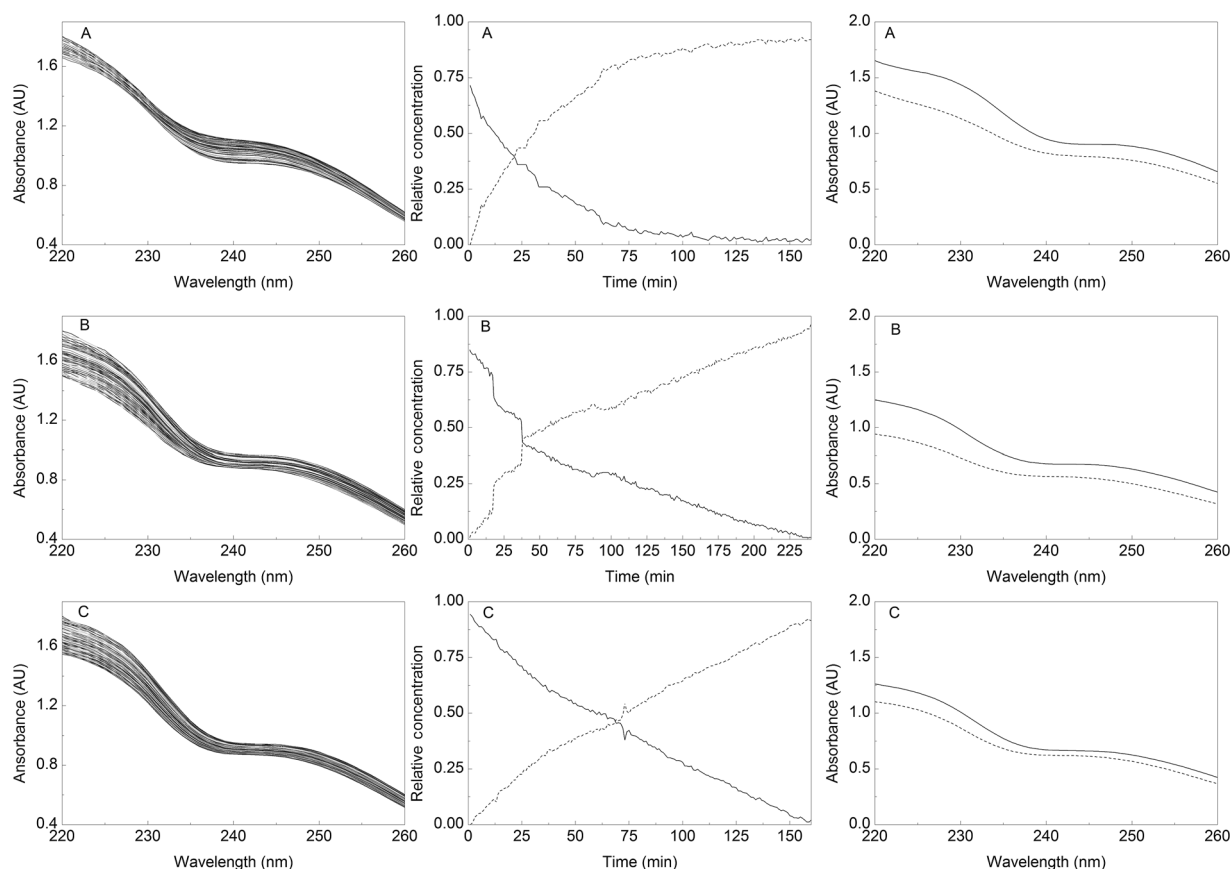 A
1.6
1.2
0.8
0.4
Absorbance (AU)
220 230 240 250 260
Wavelength (nm)
A
1.00
0.75
0.50
0.25
0.00
Relative concentration
0 25 50 75 100 125 150
Time (min)
A
2.0
1.5
1.0
0.5
0.0
Absorbance (AU)
220 230 240 250 260
Wavelength (nm)
B
1.6
1.2
0.8
0.4
Absorbance (AU)
220 230 240 250 260
Wavelength (nm)
B
1.00
0.75
0.50
0.25
0.00
Relative concentration
0 25 50 75 100 125 150 175 200 225
Time (min
B
2.0
1.5
1.0
0.5
0.0
Absorbance (AU)
220 230 240 250 260
Wavelength (nm)
C
1.6
1.2
0.8
0.4
Ansorbance (AU)
220 230 240 250 260
Wavelength (nm)
C
1.00
0.75
0.50
0.25
0.00
Relative concentration
0 25 50 75 100 125 150
Time (min)
C
2.0
1.5
1.0
0.5
0.0
Absorbance (AU)
220 230 240 250 260
Wavelength (nm)